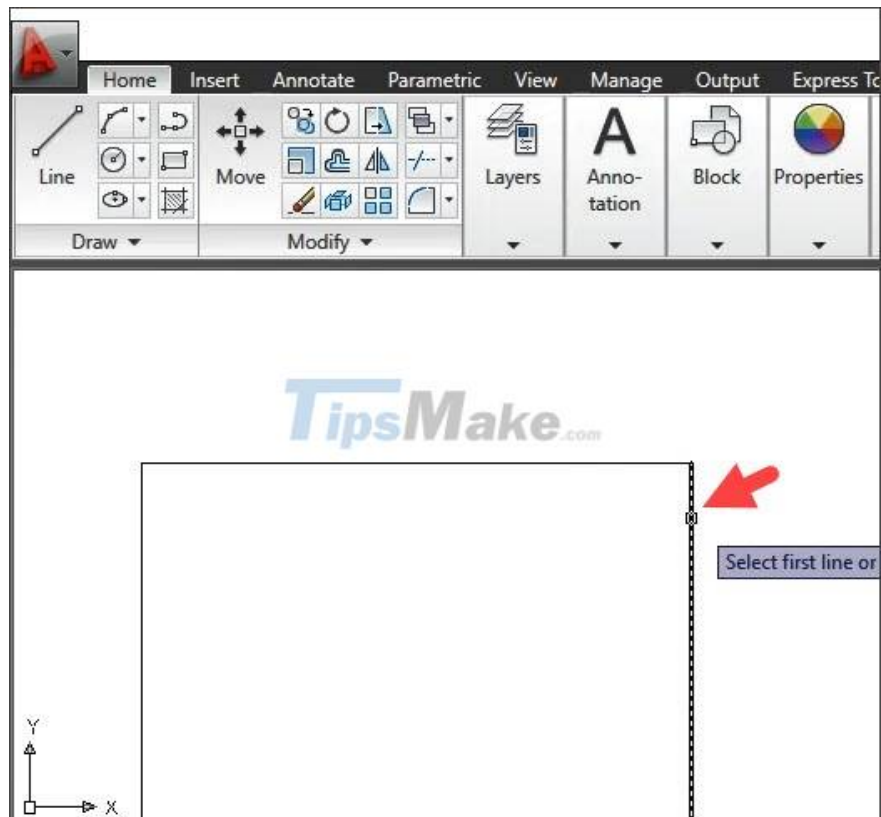 Home Insert Annotate Parametric View Manage Output Express To
Line Move Layers Anno- Block Properties
tation
Draw Modify
TipsMake.com
Select first line or
Y
X